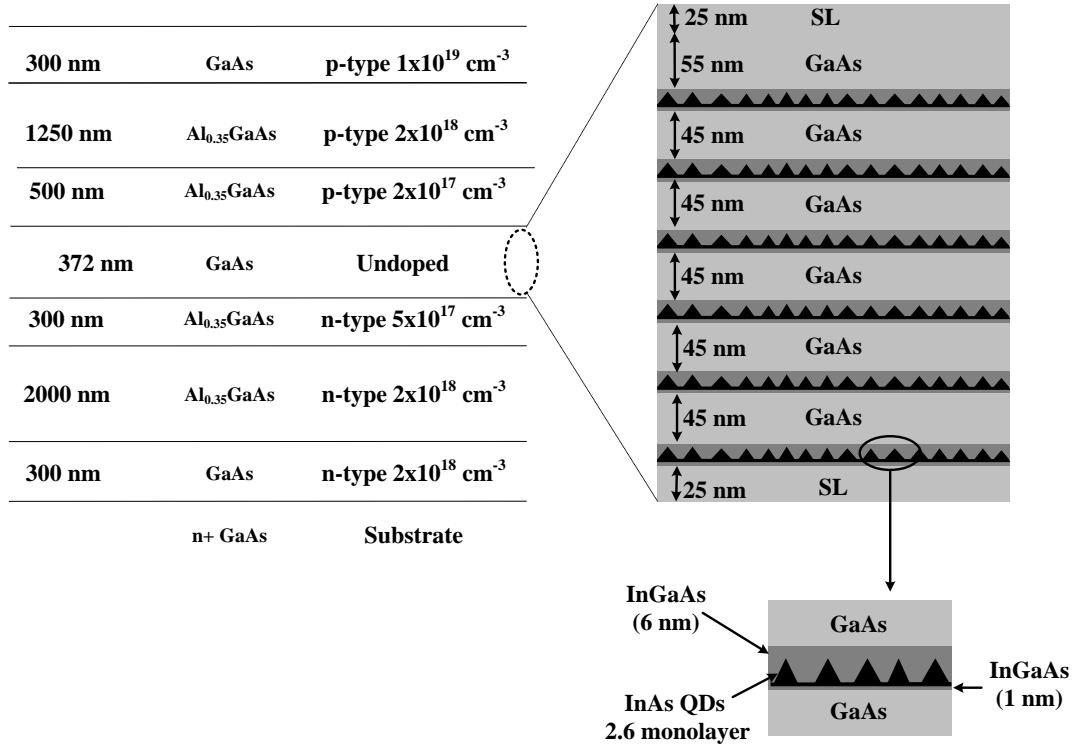 300 nm GaAs p-type 1x10¹⁹ cm⁻³
1250 nm Al₀.₃₅GaAs p-type 2x10¹⁸ cm⁻³
500 nm Al₀.₃₅GaAs p-type 2x10¹⁷ cm⁻³
372 nm GaAs Undoped
300 nm Al₀.₃₅GaAs n-type 5x10¹⁷ cm⁻³
2000 nm Al₀.₃₅GaAs n-type 2x10¹⁸ cm⁻³
300 nm GaAs n-type 2x10¹⁸ cm⁻³
n+ GaAs Substrate
25 nm SL
55 nm GaAs
45 nm GaAs
45 nm GaAs
45 nm GaAs
45 nm GaAs
45 nm GaAs
25 nm SL
InGaAs
(6 nm)
GaAs
InAs QDs
2.6 monolayer
GaAs
InGaAs
(1 nm)